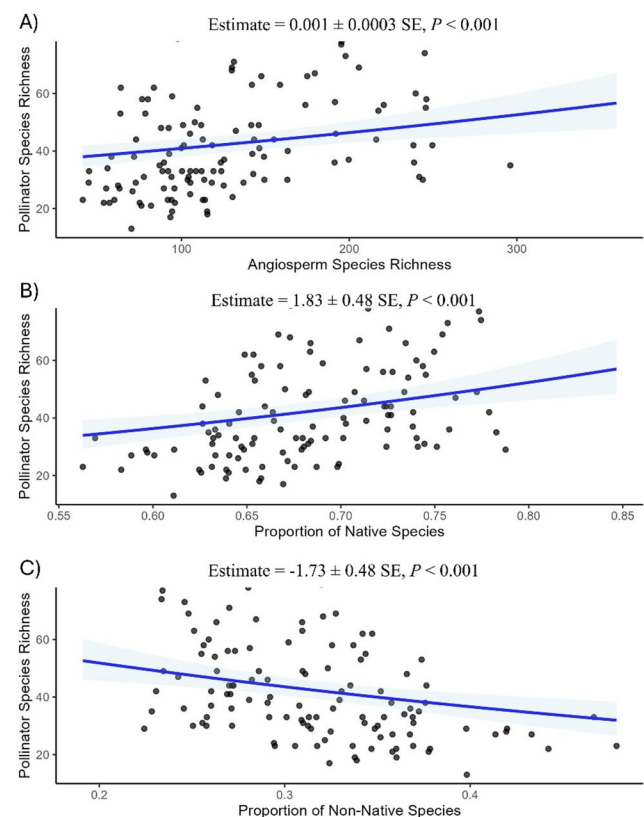 A)
Estimate = 0.001 ± 0.0003 SE, P < 0.001
Pollinator Species Richness
60
40
20
100
200
300
Angiosperm Species Richness
B)
Estimate = 1.83 ± 0.48 SE, P < 0.001
Pollinator Species Richness
60
40
20
0.55
0.60
0.65
0.70
0.75
0.80
0.85
Proportion of Native Species
C)
Estimate = -1.73 ± 0.48 SE, P < 0.001
Pollinator Species Richness
60
40
20
0.2
0.3
0.4
Proportion of Non-Native Species